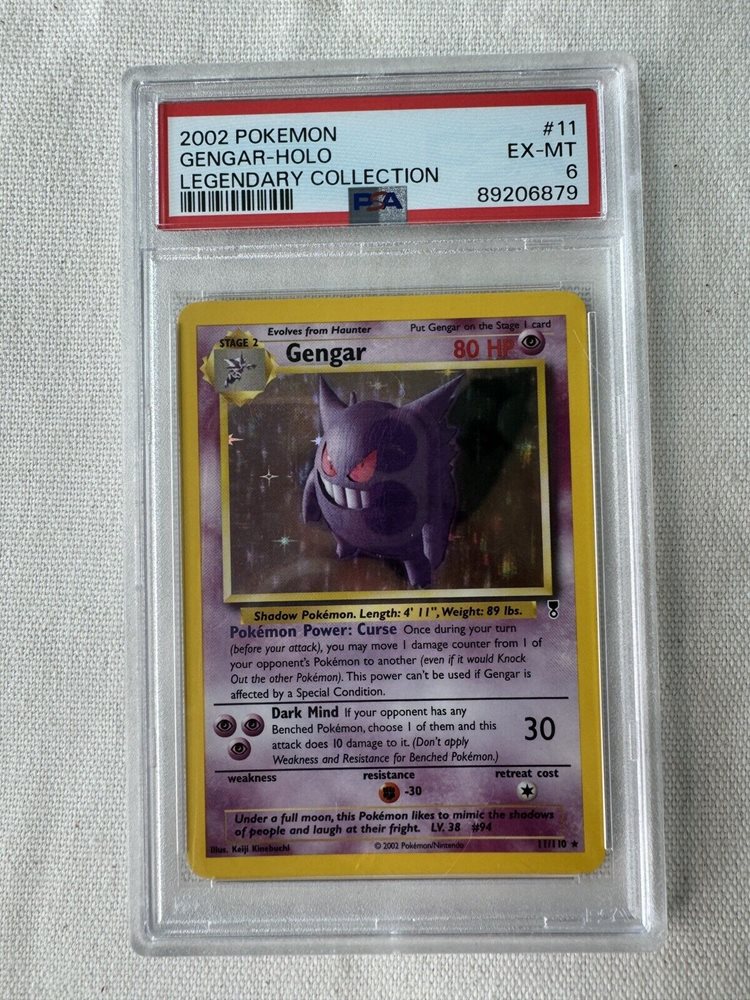 2002 POKEMON #11
GENGAR-HOLO EX-MT
LEGENDARY COLLECTION 6
PSA 89206879
Evolves from Haunter Put Gengar on the Stage 1 card
STAGE 2 Gengar 80 HP
Shadow Pokémon. Length: 4' 11", Weight: 89 lbs.
Pokémon Power: Curse Once during your turn
(before your attack), you may move 1 damage counter from 1 of
your opponent's Pokémon to another (even if it would Knock
Out the other Pokémon). This power can't be used if Gengar is
affected by a Special Condition.
Dark Mind If your opponent has any
Benched Pokémon, choose 1 of them and this
attack does 10 damage to it. (Don't apply
Weakness and Resistance for Benched Pokémon.)
30
weakness resistance retreat cost
-30
Under a full moon, this Pokémon likes to mimic the shadows
of people and laugh at their fright. LV. 38 #94
Illus. Keiji Kinebuchi © 2002 Pokémon/Nintendo 11/110 ★